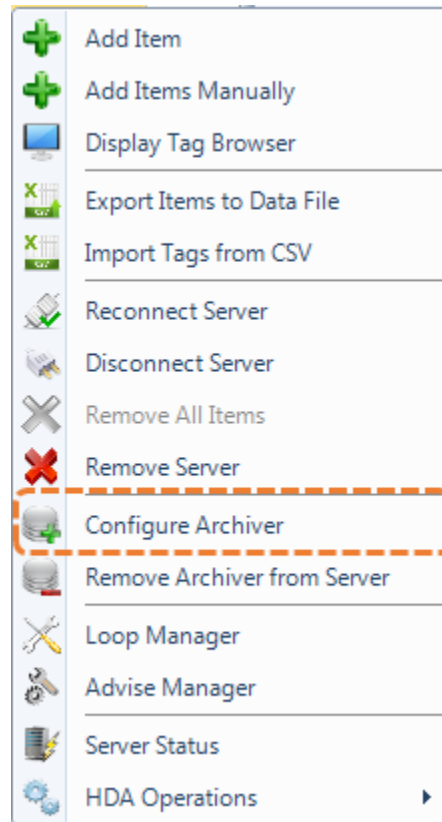 Add Item
Add Items Manually
Display Tag Browser
Export Items to Data File
Import Tags from CSV
Reconnect Server
Disconnect Server
Remove All Items
Remove Server
Configure Archiver
Remove Archiver from Server
Loop Manager
Advise Manager
Server Status
HDA Operations